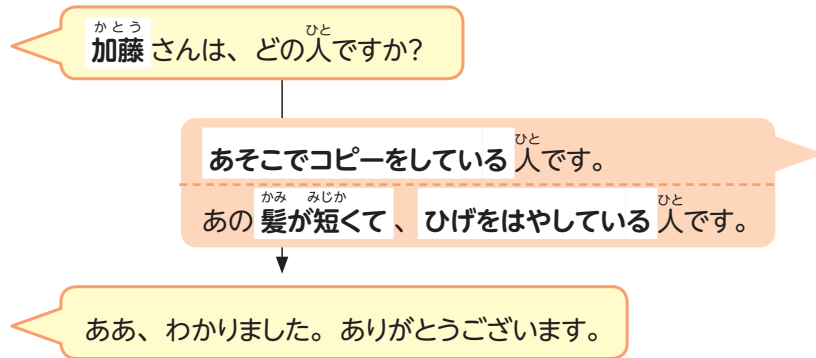 加藤さんは、どの人ですか？
あそこでコピーをしている人です。
あの髪が短くて、ひげをはやしている人です。
ああ、わかりました。ありがとうございます。